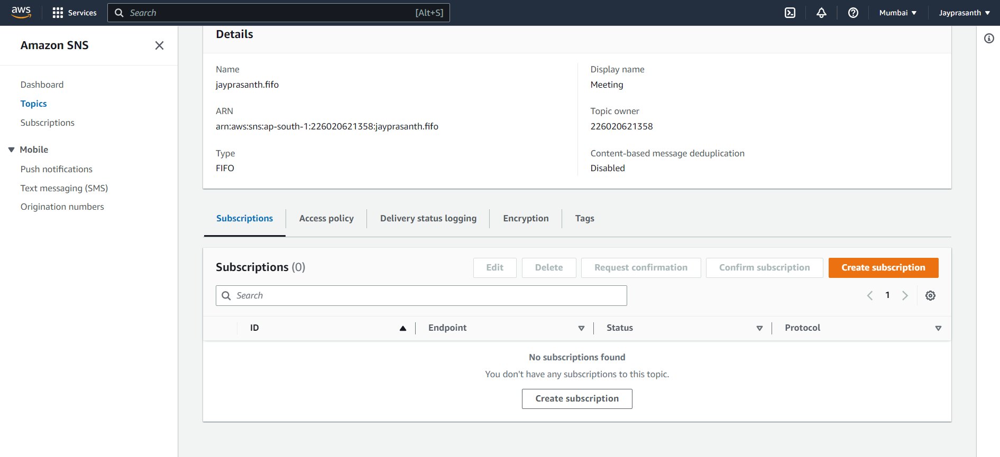 aws Services Search [Alt+S] Mumbai Jayprasanth
Amazon SNS
Dashboard
Topics
Subscriptions
Mobile
Push notifications
Text messaging (SMS)
Origination numbers
Details
Name
jayprasanth.fifo
ARN
arn:aws:sns:ap-south-1:226020621358:jayprasanth.fifo
Type
FIFO
Display name
Meeting
Topic owner
226020621358
Content-based message deduplication
Disabled
Subscriptions Access policy Delivery status logging Encryption Tags
Subscriptions (0) Edit Delete Request confirmation Confirm subscription Create subscription
Search 1
ID Endpoint Status Protocol
No subscriptions found
You don't have any subscriptions to this topic.
Create subscription